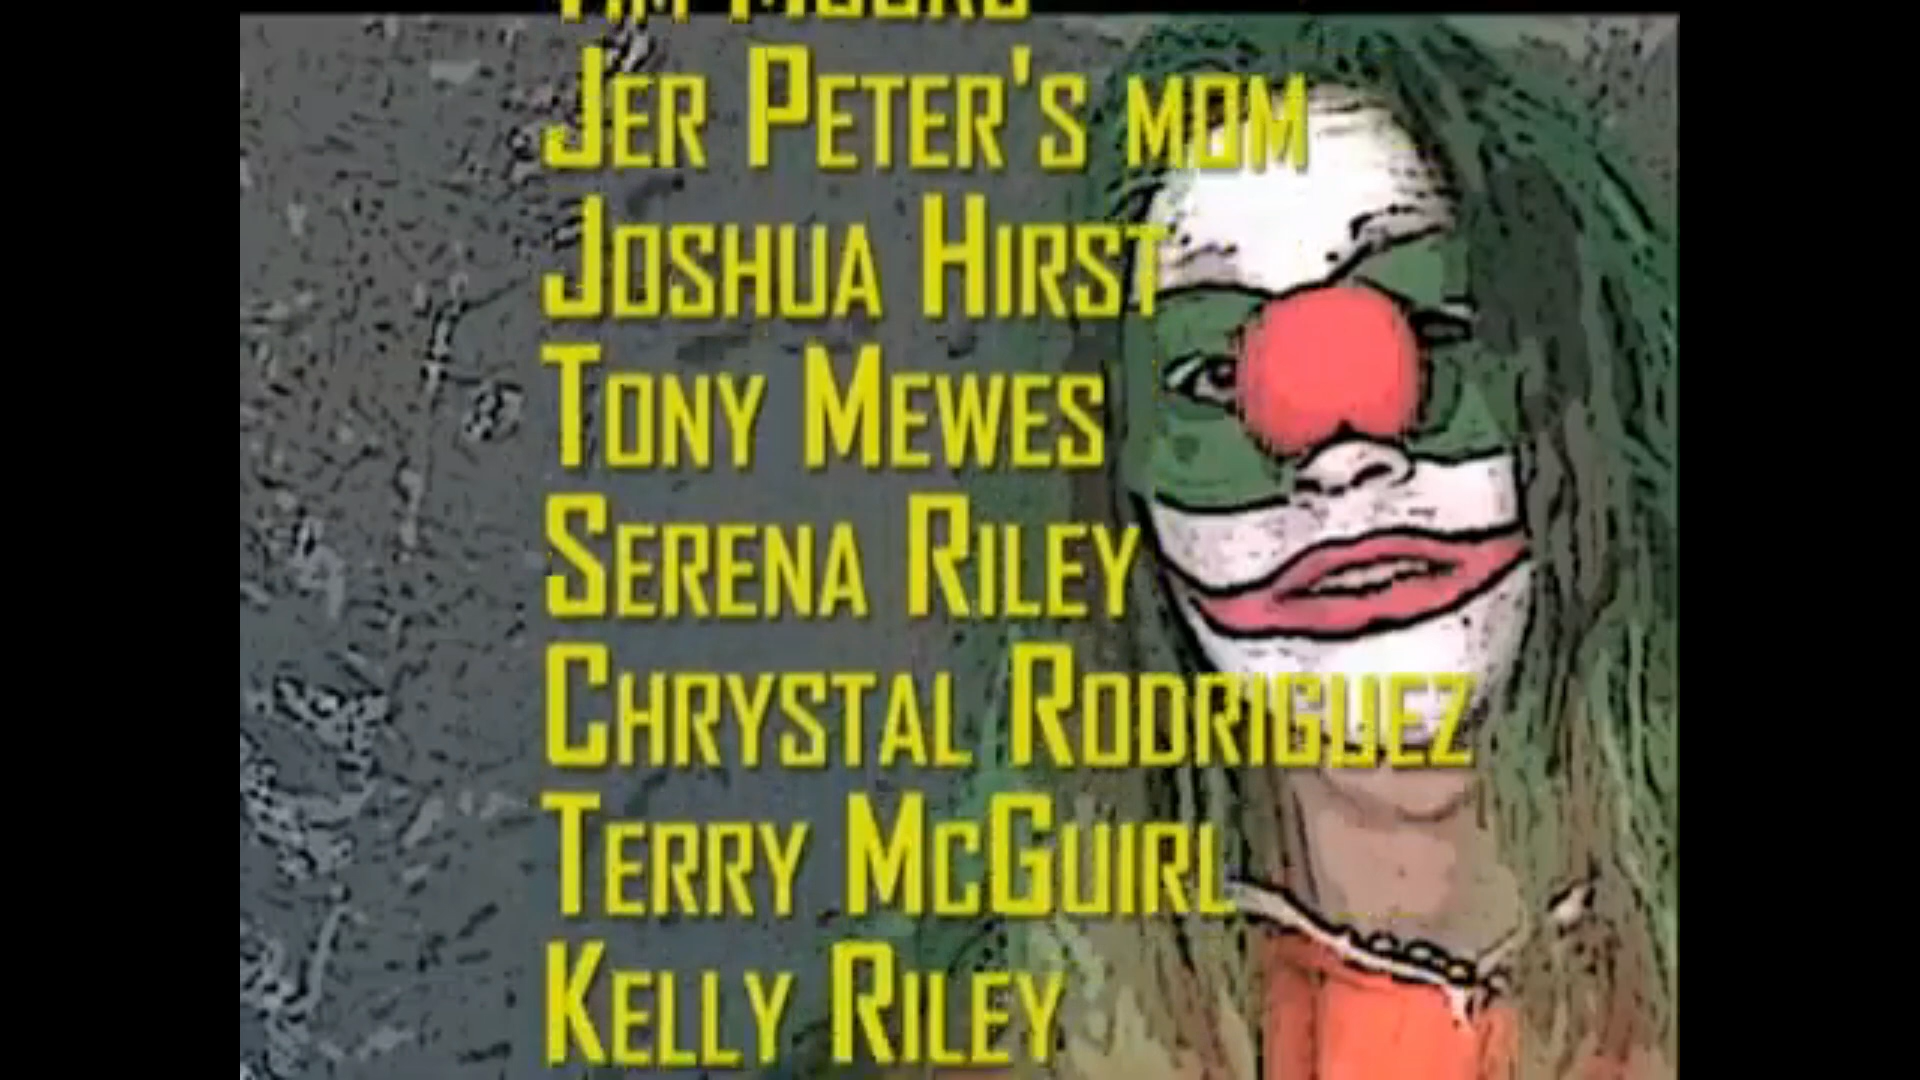 Jer Peter's mom
Joshua Hirst
Tony Mewes
Serena Riley
Chrystal Rodriguez
Terry McGuirl
Kelly Riley